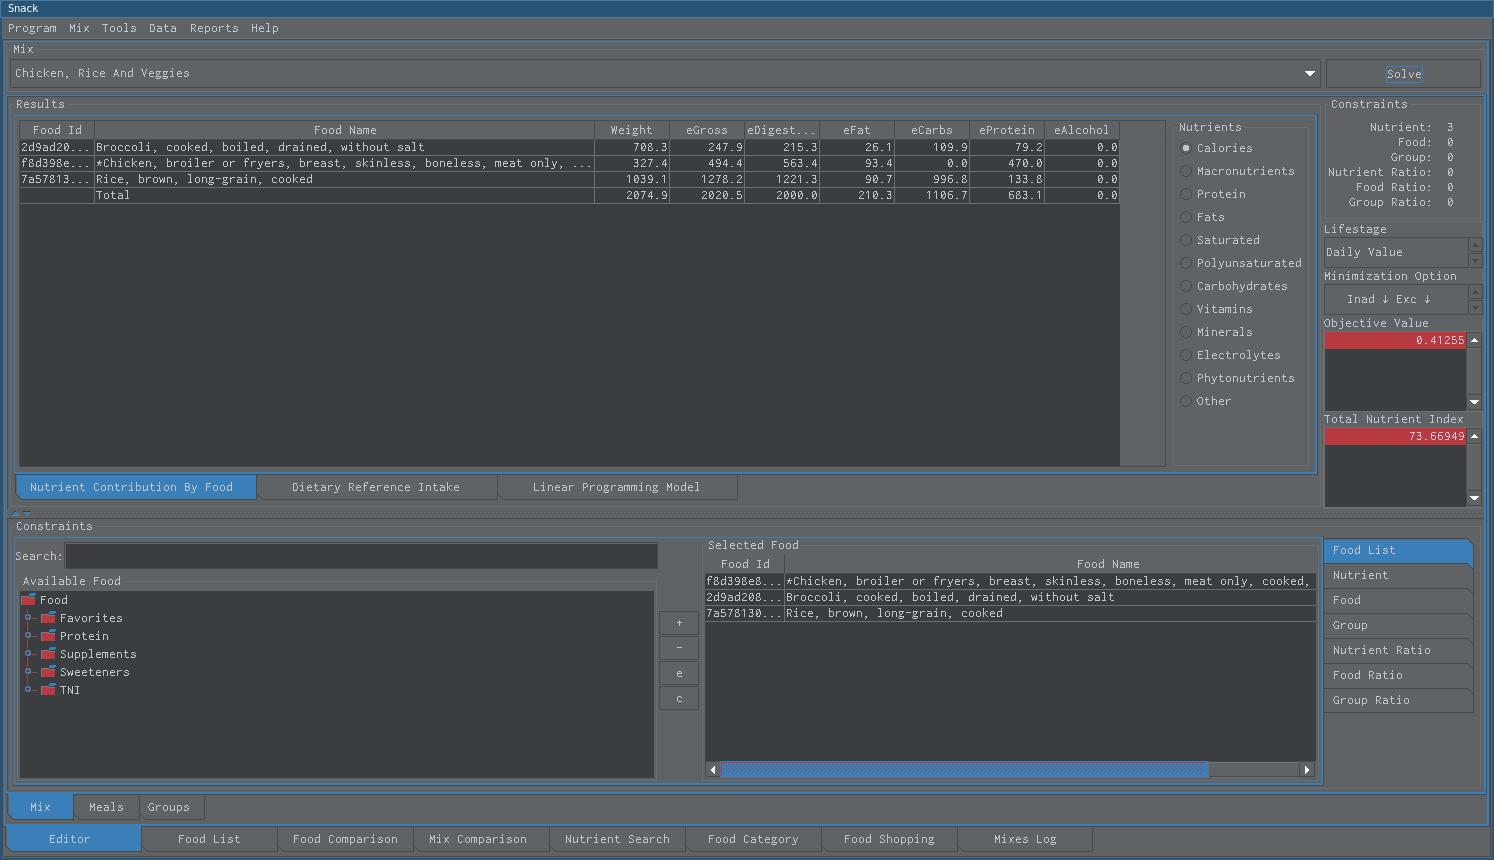 Snack
Program Mix Tools Data Reports Help
Mix
Chicken, Rice And Veggies
Solve
Results
Food Id Food Name Weight eGross eDigest... eFat eCarbs eProtein eAlcohol
2d9ad20... Broccoli, cooked, boiled, drained, without salt 708.3 247.9 215.3 26.1 109.9 79.2 0.0
f8d398e... *Chicken, broiler or fryers, breast, skinless, boneless, meat only, ... 327.4 494.4 563.4 93.4 0.0 470.0 0.0
7a57813... Rice, brown, long-grain, cooked 1039.1 1278.2 1221.3 90.7 996.8 133.8 0.0
Total 2074.9 2020.5 2000.0 210.3 1106.7 683.1 0.0
Nutrients
Calories
Macronutrients
Protein
Fats
Saturated
Polyunsaturated
Carbohydrates
Vitamins
Minerals
Electrolytes
Phytonutrients
Other
Constraints
Nutrient: 3
Food: 0
Group: 0
Nutrient Ratio: 0
Food Ratio: 0
Group Ratio: 0
Lifestage
Daily Value
Minimization Option
Inad ↓ Exc ↓
Objective Value
0.41255
Total Nutrient Index
73.66949
Nutrient Contribution By Food Dietary Reference Intake Linear Programming Model
Constraints
Search:
Available Food
Food
Favorites
Protein
Supplements
Sweeteners
TNI
+
-
e
c
Selected Food
Food Id Food Name
f8d398e8... *Chicken, broiler or fryers, breast, skinless, boneless, meat only, cooked,
2d9ad208... Broccoli, cooked, boiled, drained, without salt
7a578130... Rice, brown, long-grain, cooked
Food List
Nutrient
Food
Group
Nutrient Ratio
Food Ratio
Group Ratio
Mix Meals Groups
Editor Food List Food Comparison Mix Comparison Nutrient Search Food Category Food Shopping Mixes Log